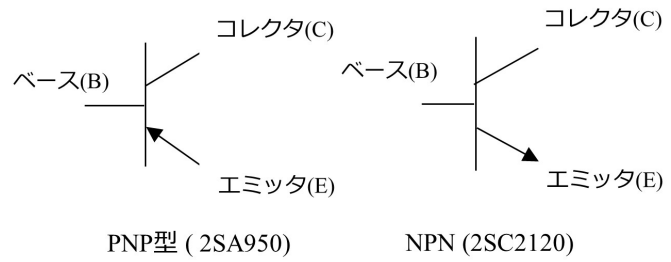 コレクタ(C)
ベース(B)
エミッタ(E)
PNP型 ( 2SA950)
コレクタ(C)
ベース(B)
エミッタ(E)
NPN (2SC2120)